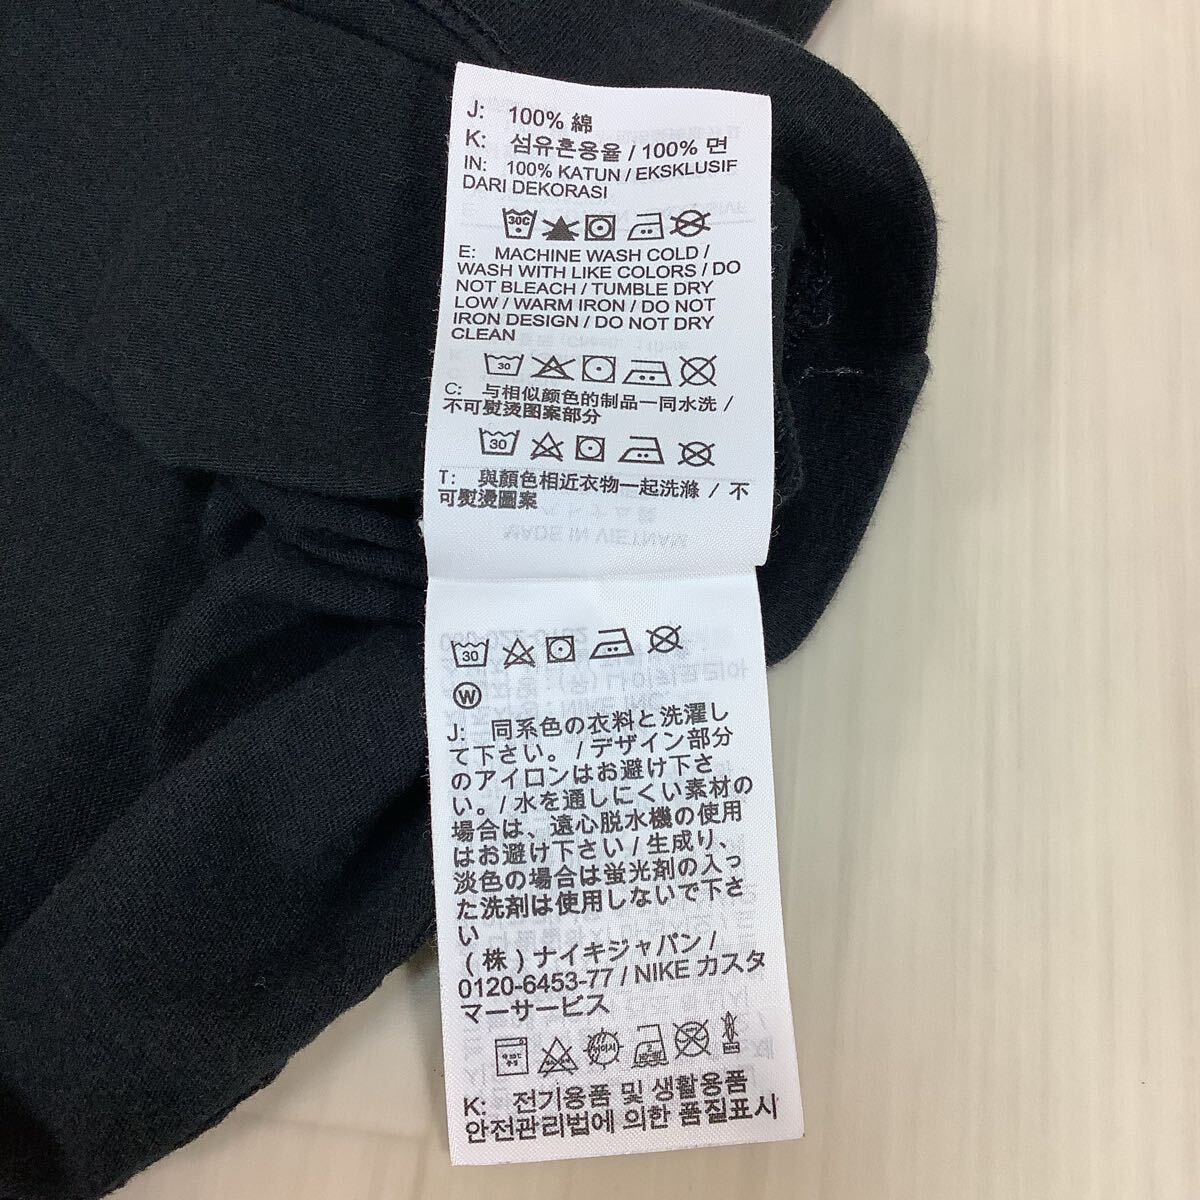 J: 100% 綿
K: 섬유혼용율 / 100% 면
IN: 100% KATUN / EKSKLUSIF
DARI DEKORASI
30C
E: MACHINE WASH COLD /
WASH WITH LIKE COLORS / DO
NOT BLEACH / TUMBLE DRY
LOW / WARM IRON / DO NOT
IRON DESIGN / DO NOT DRY
CLEAN
30
C: 与相似颜色的制品一同水洗 /
不可熨烫图案部分
30
T: 與顏色相近衣物一起洗滌 / 不
可熨燙圖案
MADE IN VIETNAM
30
W
J: 同系色の衣料と洗濯し
て下さい。/ デザイン部分
のアイロンはお避け下さ
い。/ 水を通しにくい素材の
場合は、遠心脱水機の使用
はお避け下さい / 生成り、
淡色の場合は蛍光剤の入っ
た洗剤は使用しないで下さ
い
(株) ナイキジャパン /
0120-6453-77 / NIKE カスタ
マーサービス
K: 전기용품 및 생활용품
안전관리법에 의한 품질표시